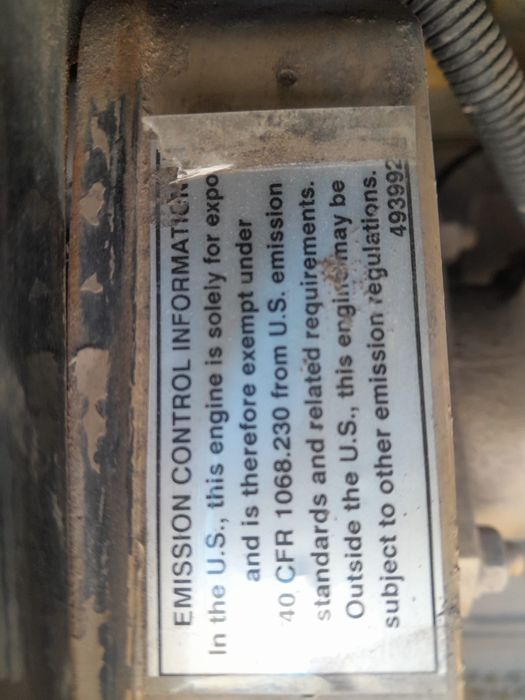 EMISSION CONTROL INFORMATION
In the U.S., this engine is solely for expo
and is therefore exempt under
40 CFR 1068.230 from U.S. emission
standards and related requirements.
Outside the U.S., this engine may be
subject to other emission regulations.
493992